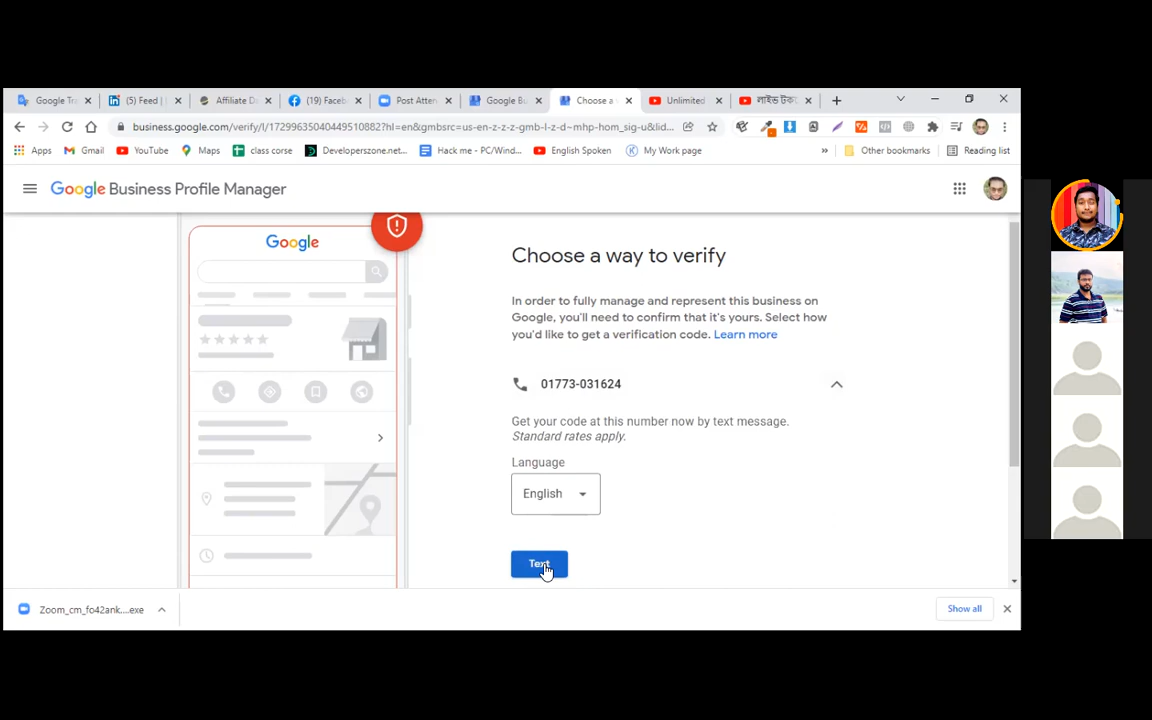 Google Tra
(5) Feed |
Affiliate D
(19) Faceb
Post Atten
Google Bu
Choose a
Unlimited
লাইভ টক
business.google.com/verify/l/17299635040449510882?hl=en&gmbsrc=us-en-z-z-z-gmb-l-z-d~mhp-hom_sig-u&lid...
Apps
Gmail
YouTube
Maps
class corse
Developerszone.net...
Hack me - PC/Wind...
English Spoken
My Work page
»
Other bookmarks
Reading list
Google Business Profile Manager
Google
Choose a way to verify
In order to fully manage and represent this business on
Google, you'll need to confirm that it's yours. Select how
you'd like to get a verification code. Learn more
01773-031624
Get your code at this number now by text message.
Standard rates apply.
Language
English
Text
Zoom_cm_fo42ank....exe
Show all